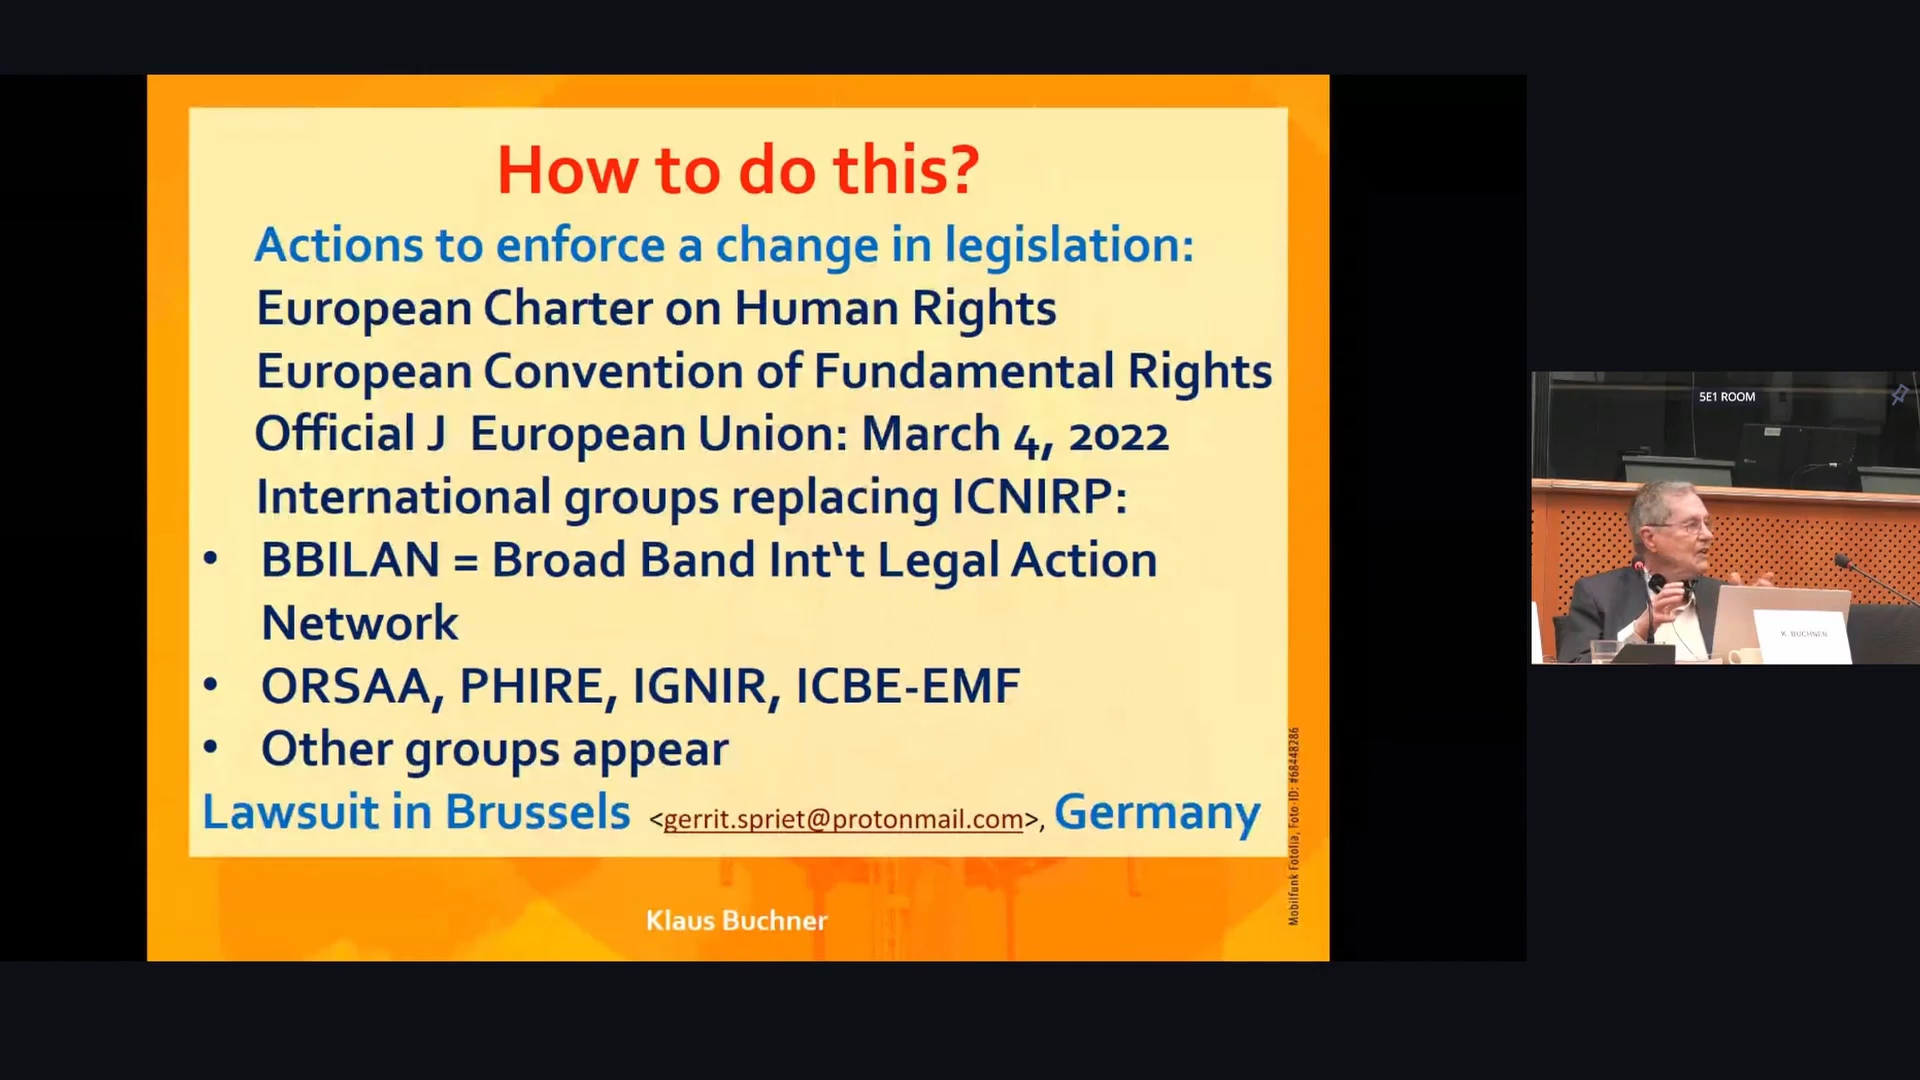 How to do this?
Actions to enforce a change in legislation:
European Charter on Human Rights
European Convention of Fundamental Rights
Official J European Union: March 4, 2022
International groups replacing ICNIRP:
• BBILAN = Broad Band Int‘t Legal Action
Network
• ORSAA, PHIRE, IGNIR, ICBE-EMF
• Other groups appear
Lawsuit in Brussels <gerrit.spriet@protonmail.com>, Germany
Klaus Buchner
Mobilfunk Fotolia, Foto-ID: #68448286
5E1 ROOM
K. BUCHNER